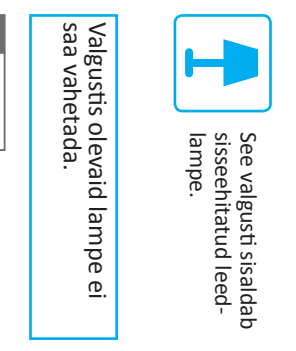 See valgusti sisaldab
sisseehitatud leed-
lampe.
Valgustis olevaid lampe ei
saa vahetada.